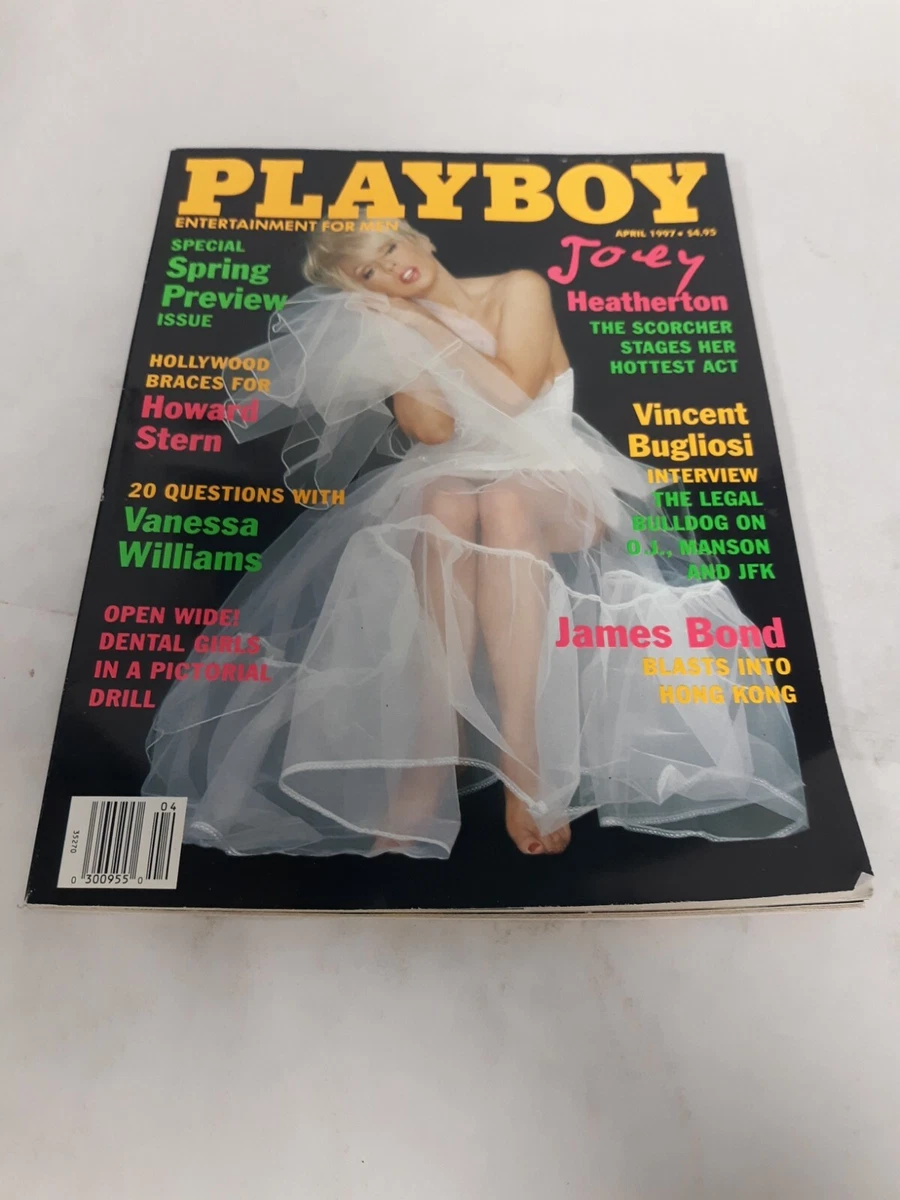 PLAYBOY
ENTERTAINMENT FOR MEN
APRIL 1997 • $4.95
SPECIAL
Spring
Preview
ISSUE
HOLLYWOOD
BRACES FOR
Howard
Stern
20 QUESTIONS WITH
Vanessa
Williams
OPEN WIDE!
DENTAL GIRLS
IN A PICTORIAL
DRILL
Joey
Heatherton
THE SCORCHER
STAGES HER
HOTTEST ACT
Vincent
Bugliosi
INTERVIEW
THE LEGAL
BULLDOG ON
O.J., MANSON
AND JFK
James Bond
BLASTS INTO
HONG KONG
04
35270
0 300955 0